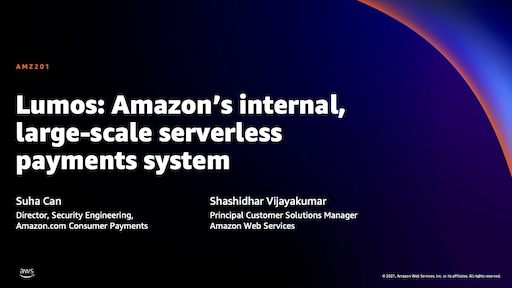 AMZ201
Lumos: Amazon's internal,
large-scale serverless
payments system
Suha Can
Director, Security Engineering,
Amazon.com Consumer Payments
Shashidhar Vijayakumar
Principal Customer Solutions Manager
Amazon Web Services
aws
© 2021, Amazon Web Services, Inc. or its affiliates. All rights reserved.